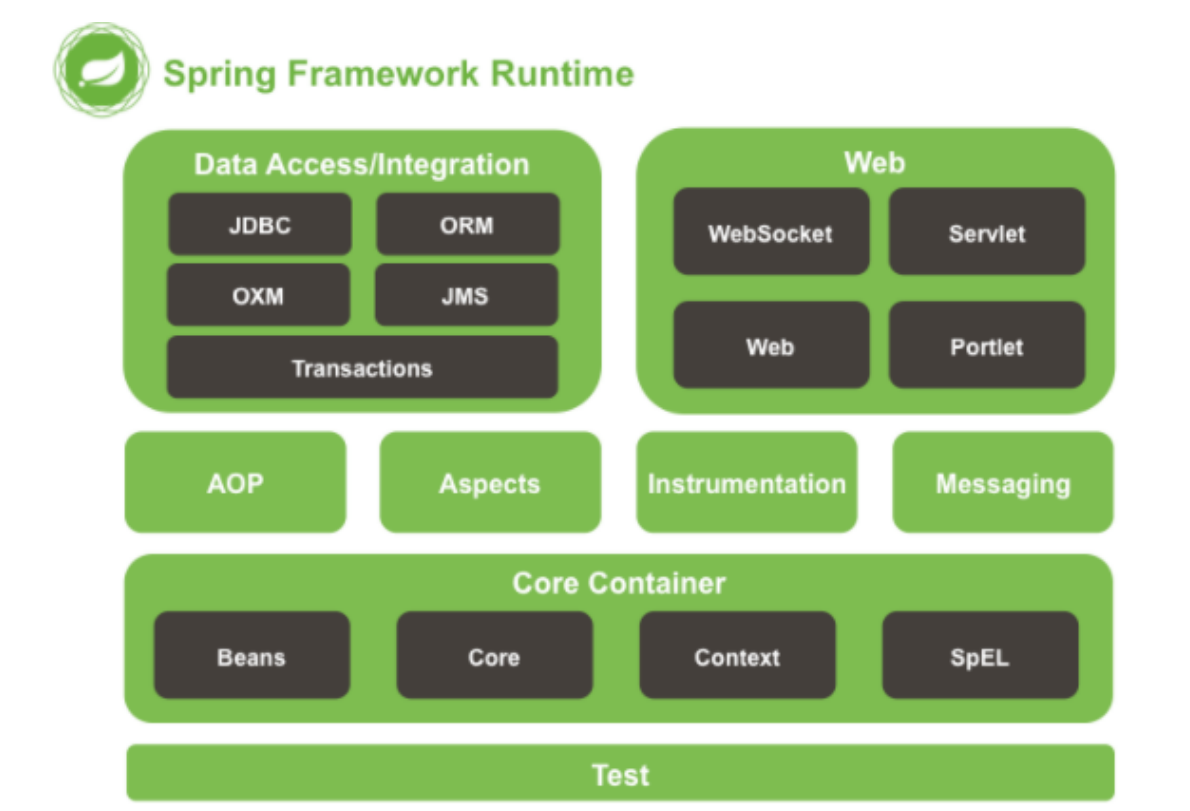 Spring Framework Runtime
Data Access/Integration
JDBC
ORM
OXM
JMS
Transactions
Web
WebSocket
Servlet
Web
Portlet
AOP
Aspects
Instrumentation
Messaging
Core Container
Beans
Core
Context
SpEL
Test